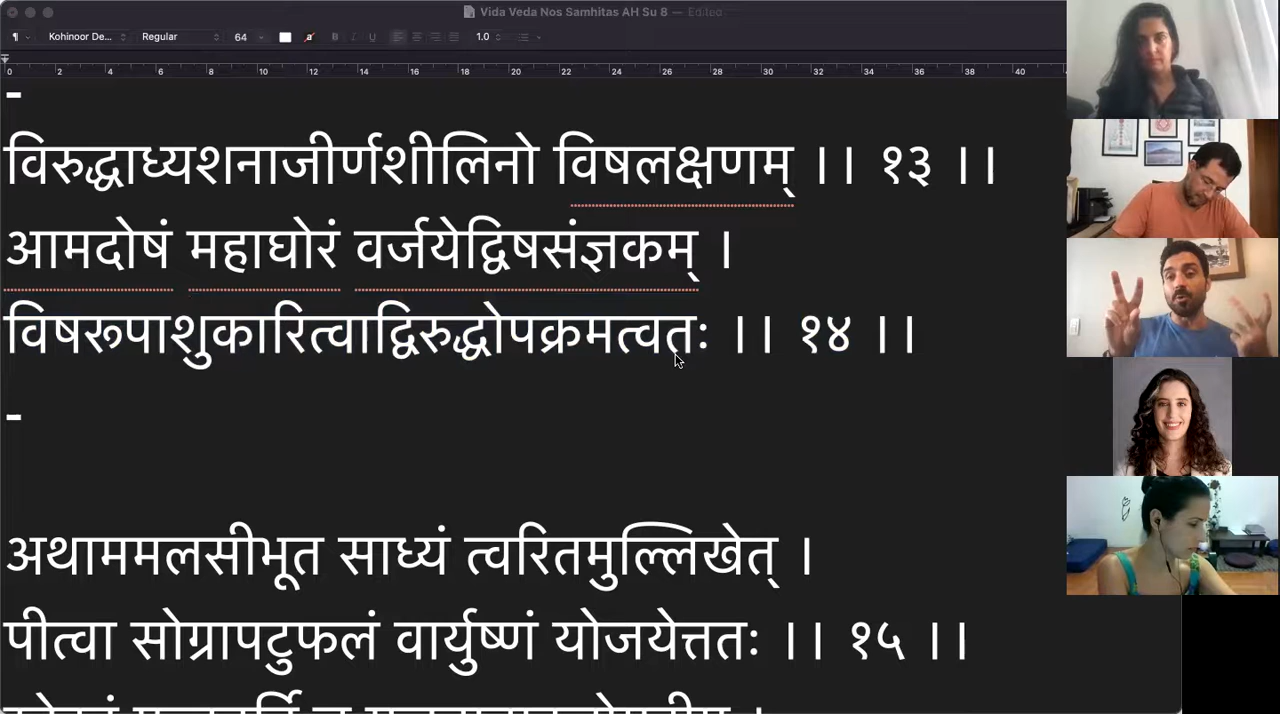 Vida Veda Nos Samhitas AH Su 8 — Edited
¶ Kohinoor De... Regular 64 a B I U 1.0
0 2 4 6 8 10 12 14 16 18 20 22 24 26 28 30 32 34 36 38 40
-
विरुद्धाध्यशनाजीर्णशीलिनो विषलक्षणम् ।। १३ ।।
आमदोषं महाघोरं वर्जयेद्विषसंज्ञकम् ।
विषरूपाशुकारित्वाद्विरुद्धोपक्रमत्वतः ।। १४ ।।
-
अथाममलसीभूत साध्यं त्वरितमुल्लिखेत् ।
पीत्वा सोग्रापटुफलं वार्युष्णं योजयेत्ततः ।। १५ ।।